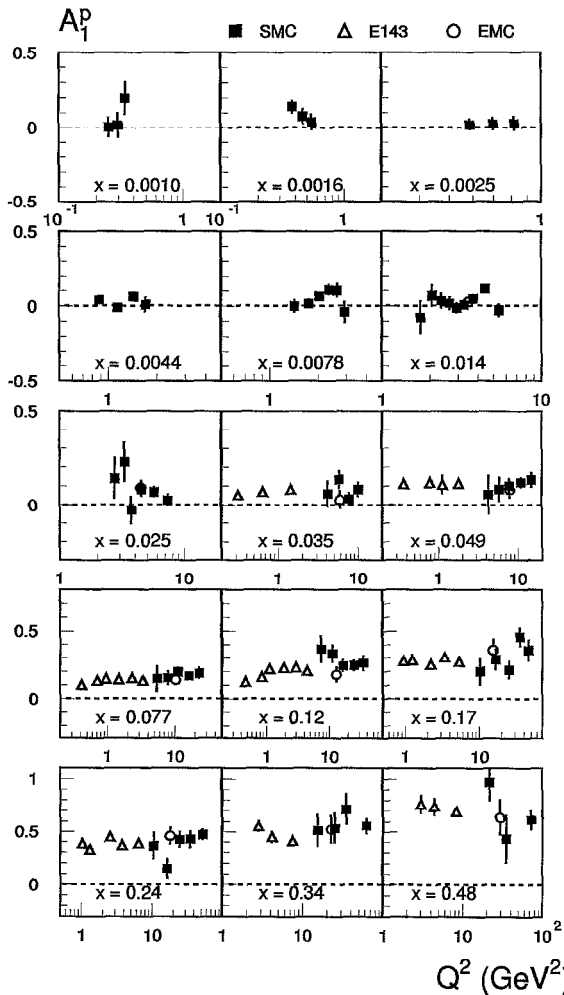 A₁ᵖ
■ SMC △ E143 ○ EMC
0.5
0
-0.5
x = 0.0010 x = 0.0016 x = 0.0025
10⁻¹ 1 10⁻¹ 1 1
0.5
0
-0.5
x = 0.0044 x = 0.0078 x = 0.014
1 1 1 10
0.5
0
x = 0.025 x = 0.035 x = 0.049
1 10 1 10 1 10
1
0.5
0
x = 0.077 x = 0.12 x = 0.17
1 10 1 10 1 10
1
0.5
0
x = 0.24 x = 0.34 x = 0.48
1 10 1 10 1 10 10²
Q² (GeV²)